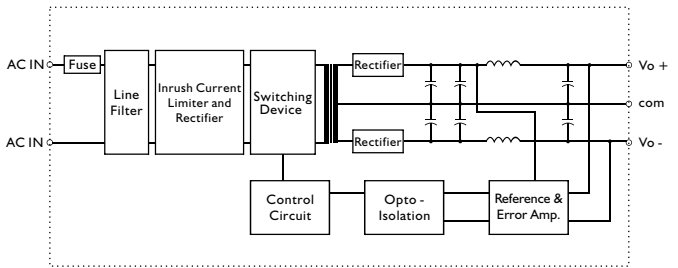 AC IN
Fuse
Line
Filter
Inrush Current
Limiter and
Rectifier
Switching
Device
Rectifier
Vo +
com
AC IN
Rectifier
Vo -
Control
Circuit
Opto -
Isolation
Reference &
Error Amp.